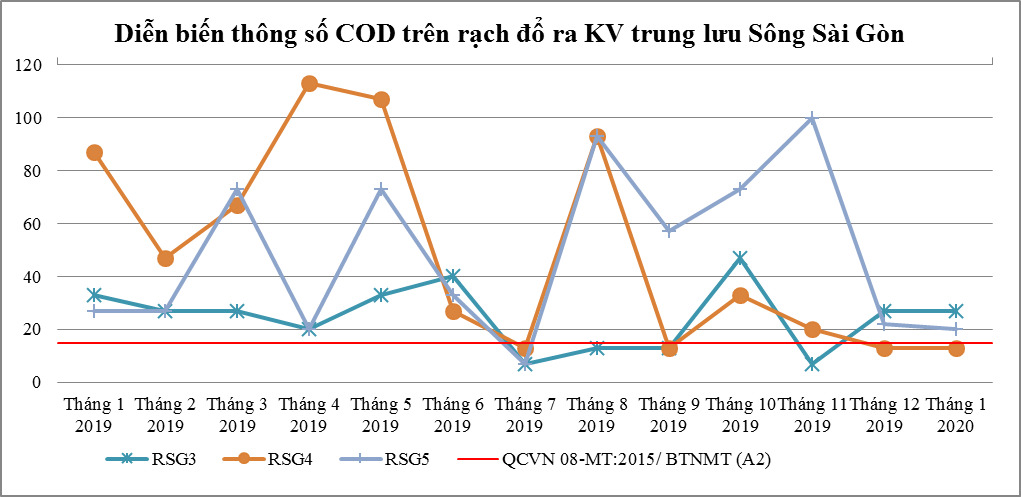 Diễn biến thông số COD trên rạch đổ ra KV trung lưu Sông Sài Gòn
120
100
80
60
40
20
0
Tháng 1 Tháng 2 Tháng 3 Tháng 4 Tháng 5 Tháng 6 Tháng 7 Tháng 8 Tháng 9 Tháng 10 Tháng 11 Tháng 12 Tháng 1
2019 2019 2019 2019 2019 2019 2019 2019 2019 2019 2019 2019 2020
RSG3 RSG4 RSG5 QCVN 08-MT:2015/ BTNMT (A2)